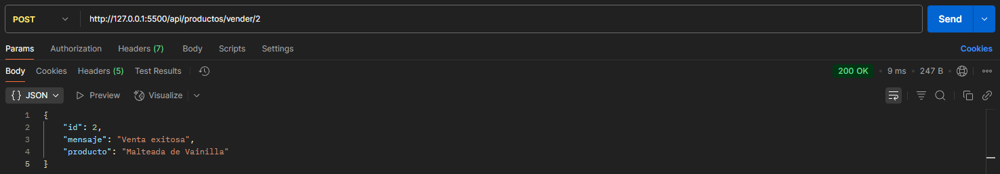 POST http://127.0.0.1:5500/api/productos/vender/2 Send
Params Authorization Headers (7) Body Scripts Settings Cookies
Body Cookies Headers (5) Test Results 200 OK • 9 ms • 247 B
{} JSON Preview Visualize
1 {
2 "id": 2,
3 "mensaje": "Venta exitosa",
4 "producto": "Malteada de Vainilla"
5 }